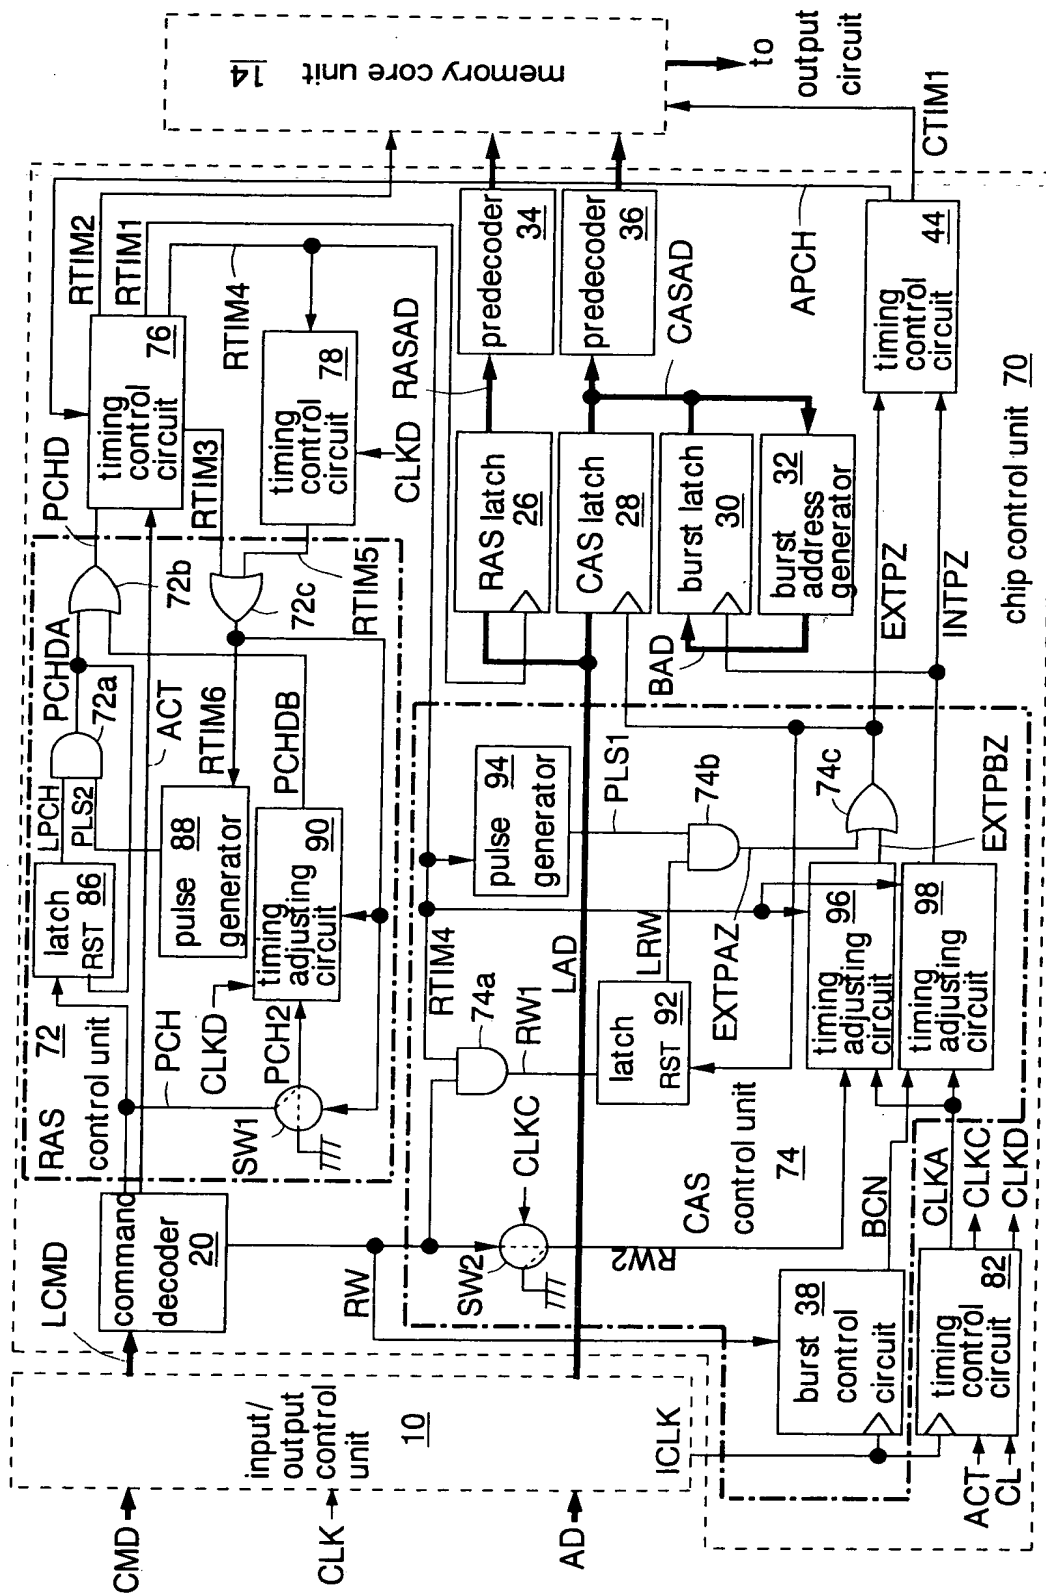 CMD
CLK
AD
input/
output
control
unit
10
ICLK
LCMD
command
decoder
20
RAS
control unit
72
PCH
SW1
CLKD
PCH2
latch
RST
86
LPCH
PLS2
72a
PCHDA
ACT
pulse
generator
88
RTIM6
timing
adjusting
circuit
90
PCHDB
PCHD
72b
RTIM3
72c
RTIM5
timing
control
circuit
76
RTIM2
RTIM1
RTIM4
timing
control
circuit
78
CLKD
RASAD
memory core unit
14
to
output
circuit
CTIM1
RW
SW2
CLKC
RW2
CAS
control unit
74
RTIM4
74a
RW1
LAD
latch
RST
92
LRW
EXTPAZ
pulse
generator
94
PLS1
74b
74c
timing
adjusting
circuit
96
timing
adjusting
circuit
98
EXTPBZ
BCN
CLKA
CLKC
CLKD
burst
control
circuit
38
timing
control
circuit
82
ACT
CL
RAS latch
26
CAS latch
28
burst latch
30
burst
address
generator
32
BAD
predecoder
34
predecoder
36
CASAD
APCH
EXTPZ
INTPZ
timing
control
circuit
44
chip control unit
70